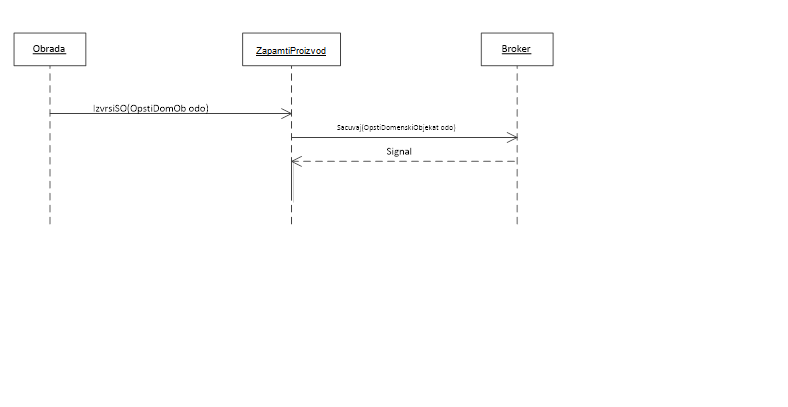 Obrada
ZapamtiProizvod
Broker
IzvrsiSO(OpstiDomOb odo)
Sacuvaj(OpstiDomenskiObjekat odo)
Signal